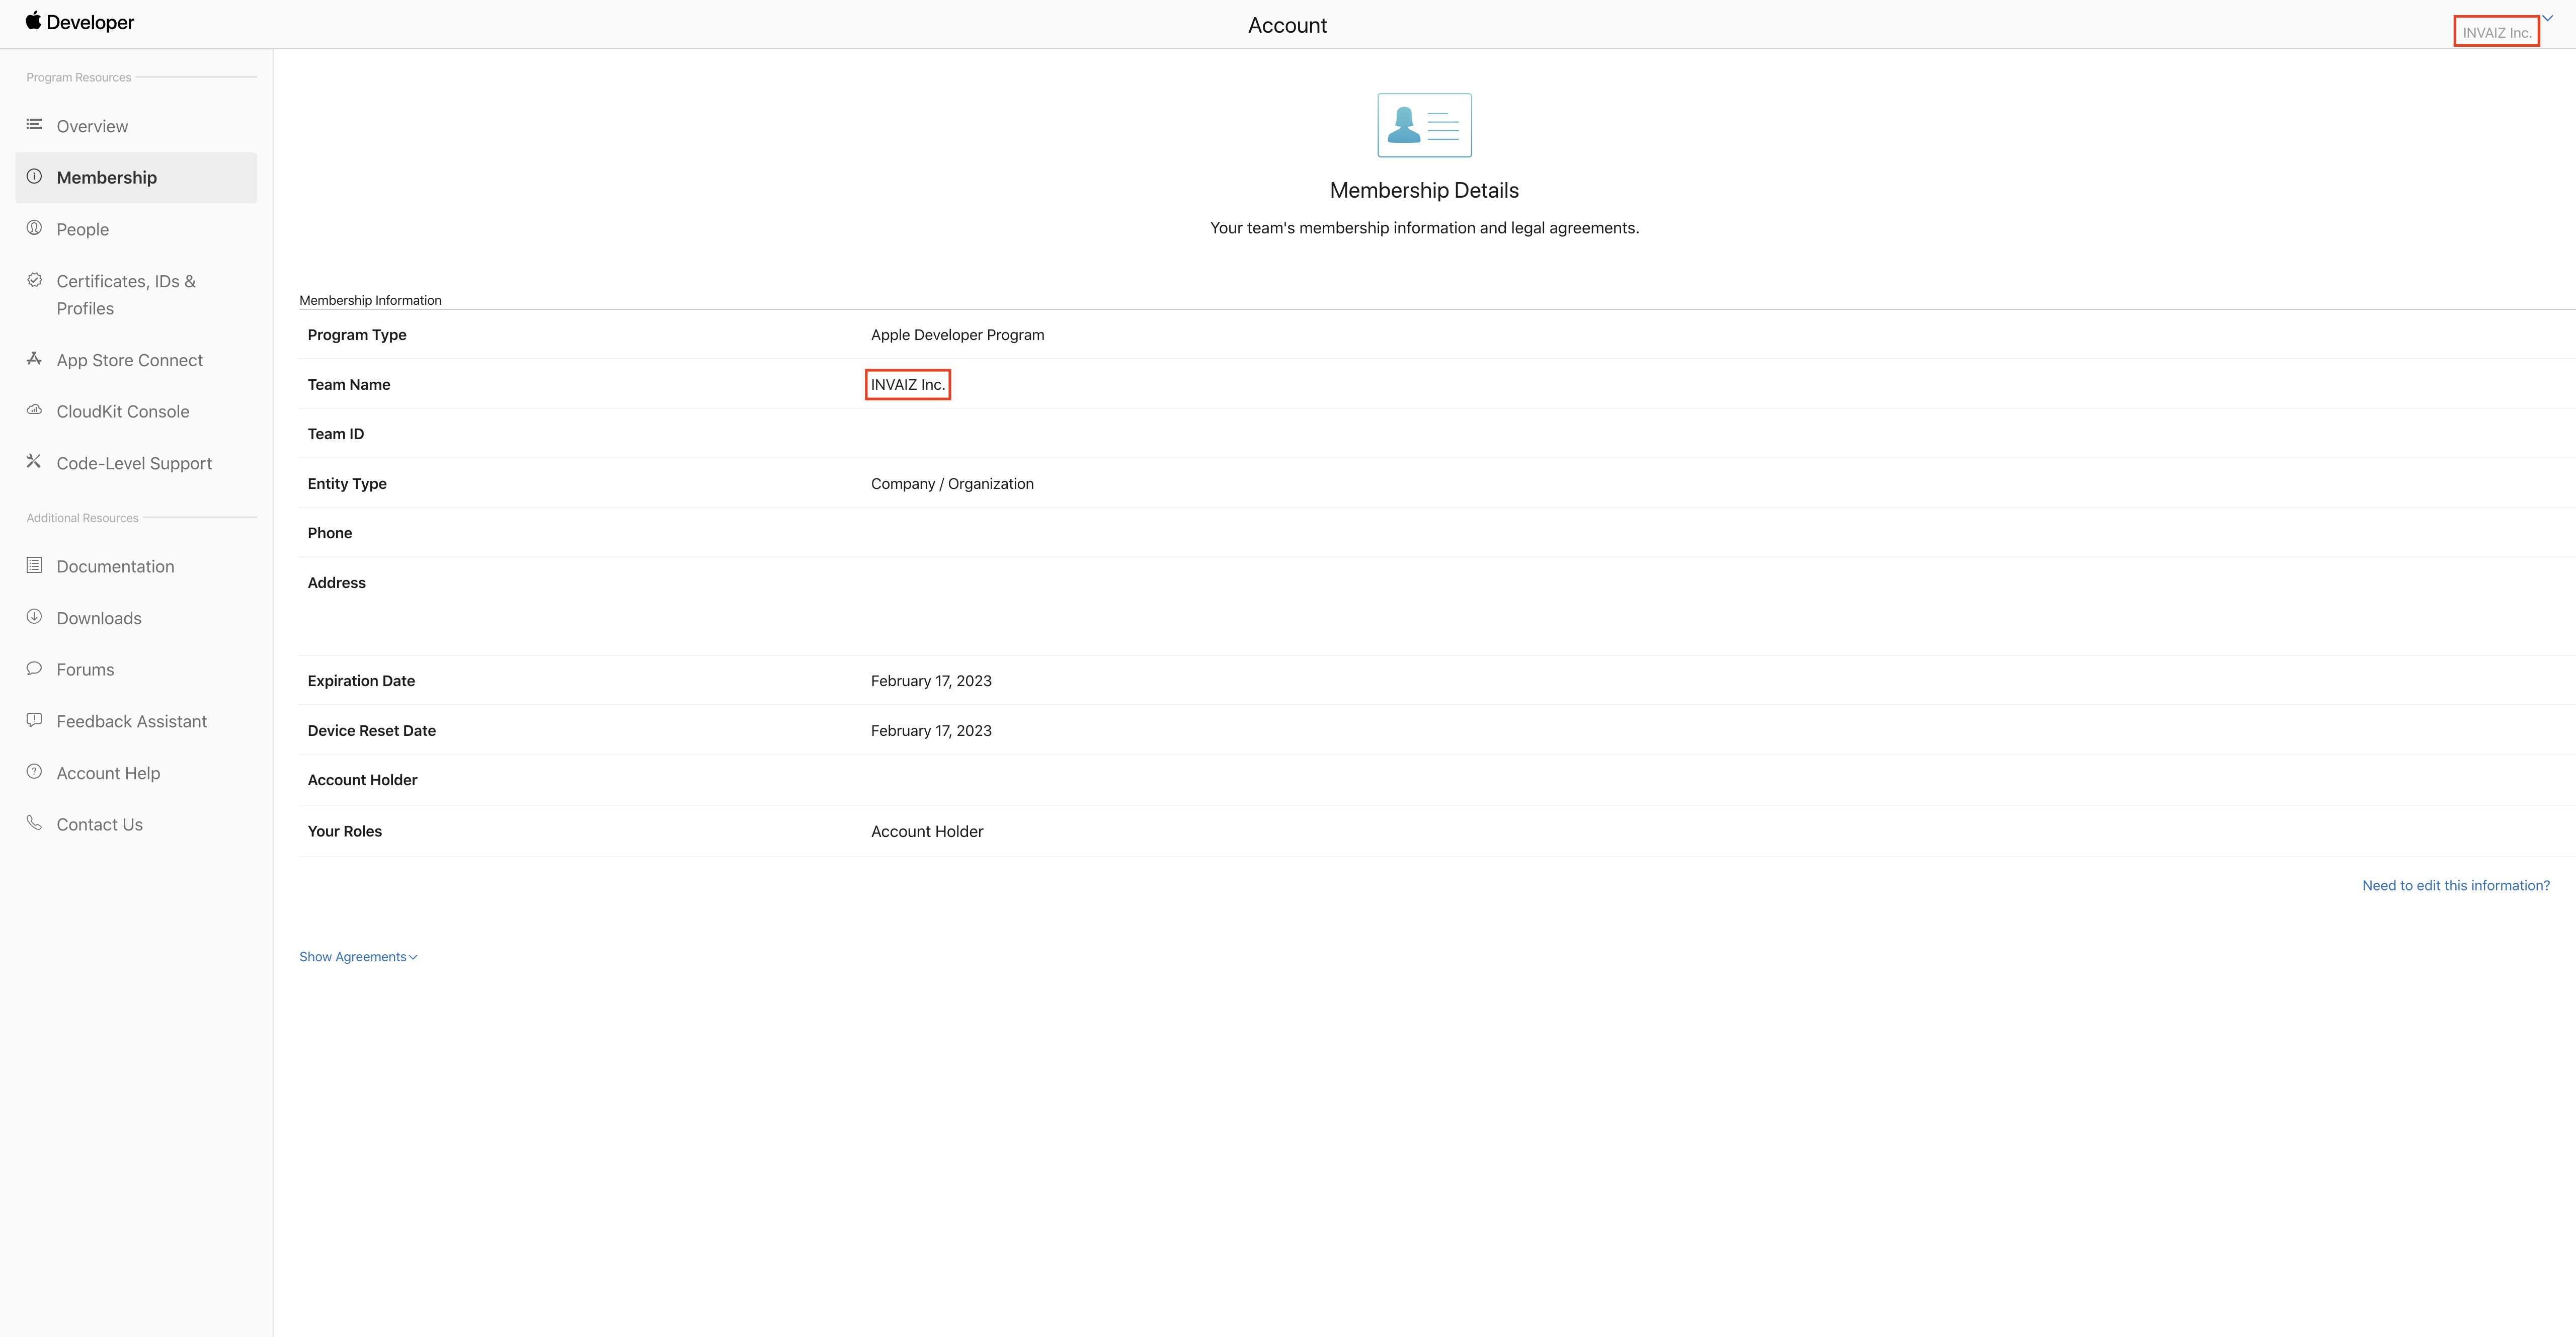 Developer
Account
INVAIZ Inc.
Program Resources
Overview
Membership
People
Certificates, IDs &
Profiles
App Store Connect
CloudKit Console
Code-Level Support
Additional Resources
Documentation
Downloads
Forums
Feedback Assistant
Account Help
Contact Us
Membership Details
Your team's membership information and legal agreements.
Membership Information
Program Type Apple Developer Program
Team Name INVAIZ Inc.
Team ID
Entity Type Company / Organization
Phone
Address
Expiration Date February 17, 2023
Device Reset Date February 17, 2023
Account Holder
Your Roles Account Holder
Need to edit this information?
Show Agreements